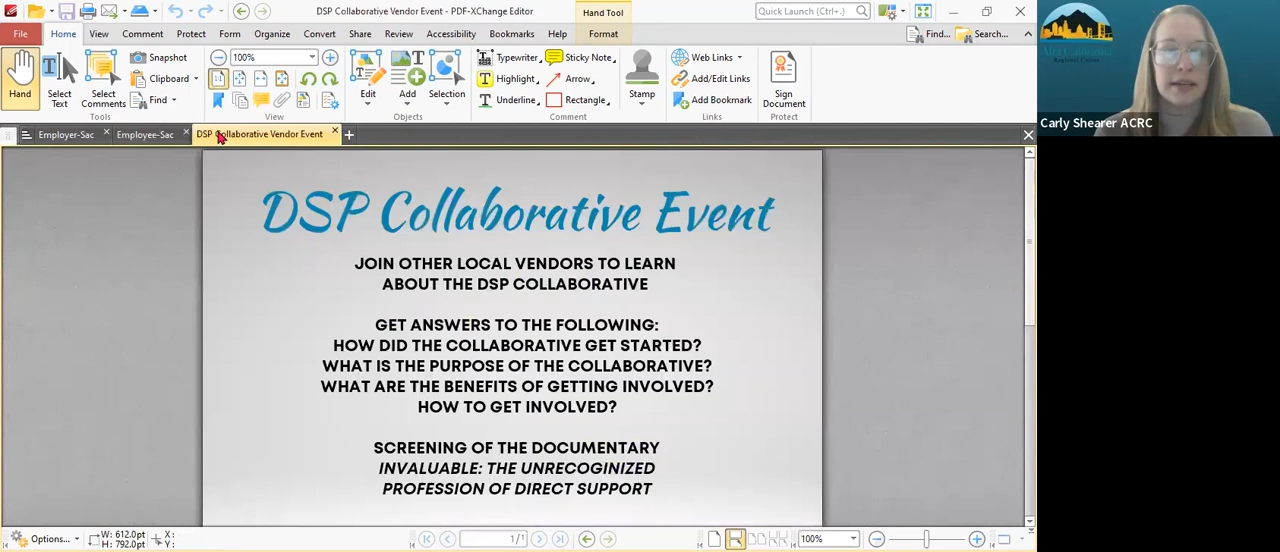 DSP Collaborative Vendor Event - PDF-XChange Editor
Hand Tool
Quick Launch (Ctrl+.)
File Home View Comment Protect Form Organize Convert Share Review Accessibility Bookmarks Help Format
Find... Search...
Hand
Select Text
Select Comments
Snapshot
Clipboard
Find
Tools
100%
View
Edit
Add
Selection
Objects
Typewriter
Highlight
Underline
Sticky Note
Arrow
Rectangle
Stamp
Comment
Web Links
Add/Edit Links
Add Bookmark
Links
Sign Document
Protect
Employer-Sac
Employee-Sac
DSP Collaborative Vendor Event
Alta California
Regional Center
Carly Shearer ACRC
DSP Collaborative Event
JOIN OTHER LOCAL VENDORS TO LEARN
ABOUT THE DSP COLLABORATIVE
GET ANSWERS TO THE FOLLOWING:
HOW DID THE COLLABORATIVE GET STARTED?
WHAT IS THE PURPOSE OF THE COLLABORATIVE?
WHAT ARE THE BENEFITS OF GETTING INVOLVED?
HOW TO GET INVOLVED?
SCREENING OF THE DOCUMENTARY
INVALUABLE: THE UNRECOGINIZED
PROFESSION OF DIRECT SUPPORT
Options...
W: 612.0pt
H: 792.0pt
X:
Y:
1/1
100%